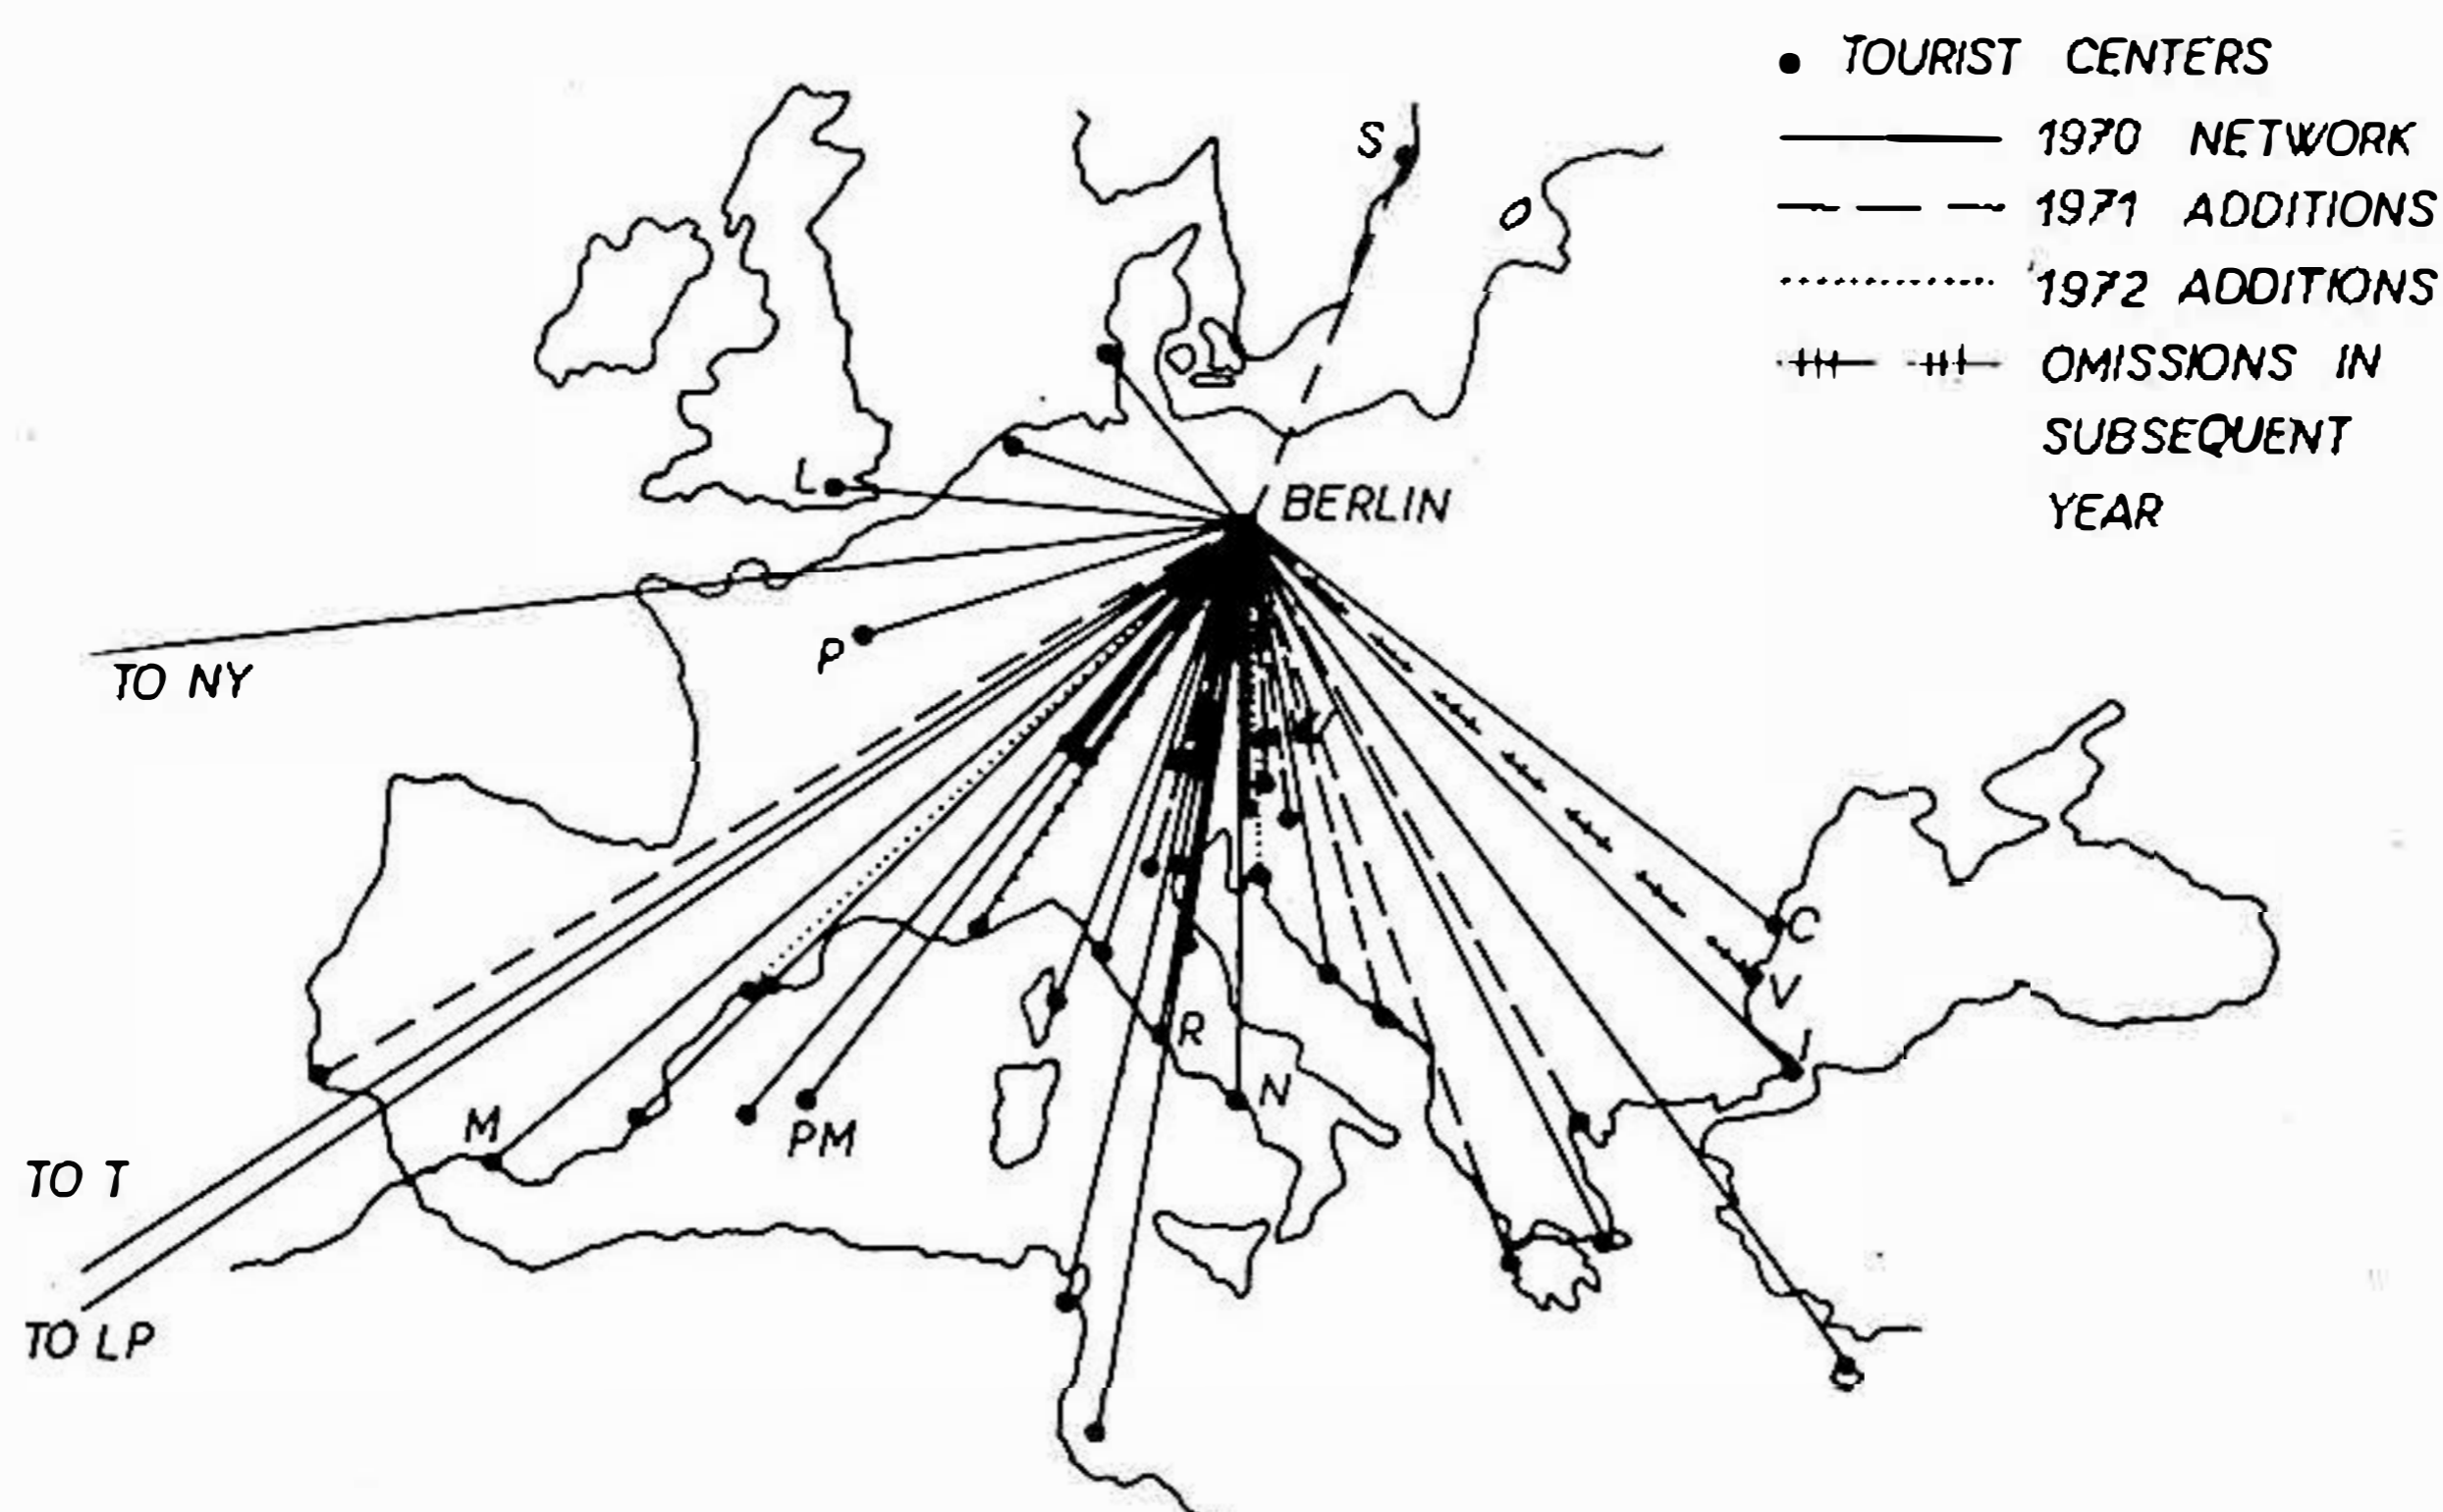 TOURIST CENTERS
1970 NETWORK
1971 ADDITIONS
1972 ADDITIONS
OMISSIONS IN
SUBSEQUENT
YEAR
S
L
BERLIN
P
TO NY
V
C
V
I
R
N
M
PM
TO T
TO LP